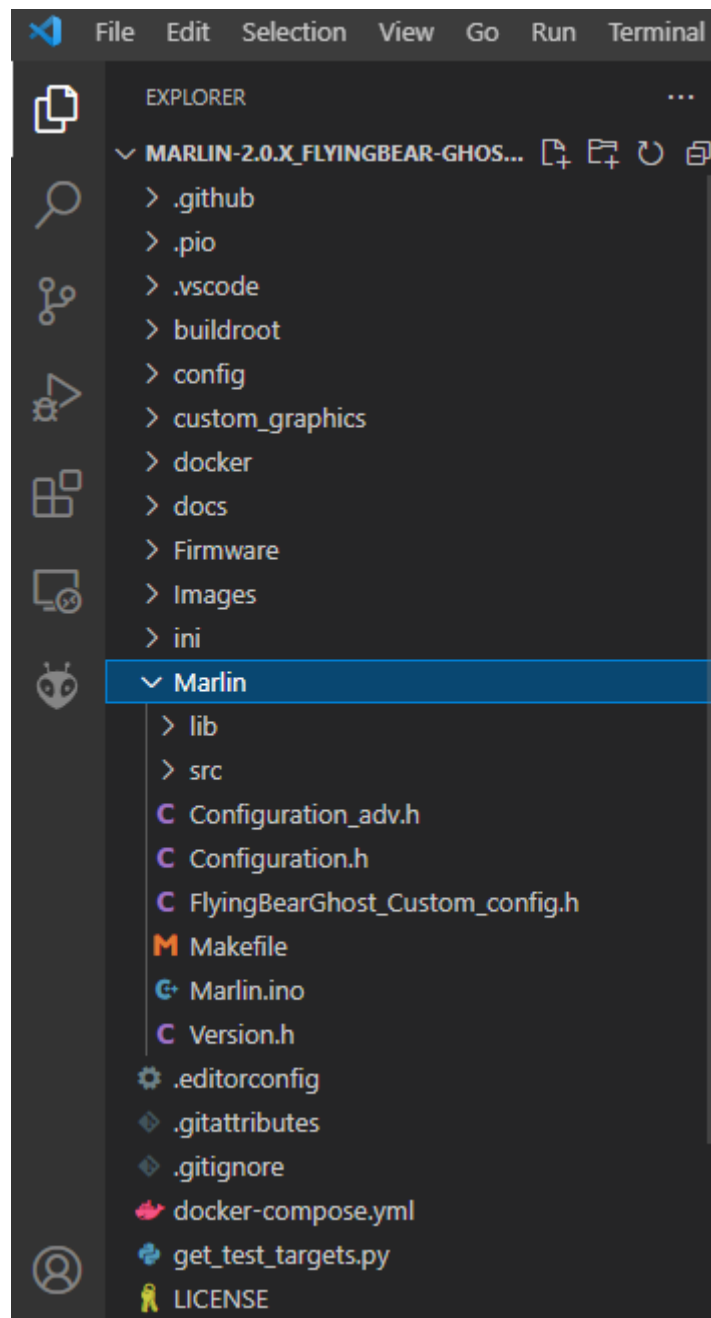 File Edit Selection View Go Run Terminal
EXPLORER
MARLIN-2.0.X_FLYINGBEAR-GHOS...
.github
.pio
.vscode
buildroot
config
custom_graphics
docker
docs
Firmware
Images
ini
Marlin
lib
src
Configuration_adv.h
Configuration.h
FlyingBearGhost_Custom_config.h
Makefile
Marlin.ino
Version.h
.editorconfig
.gitattributes
.gitignore
docker-compose.yml
get_test_targets.py
LICENSE